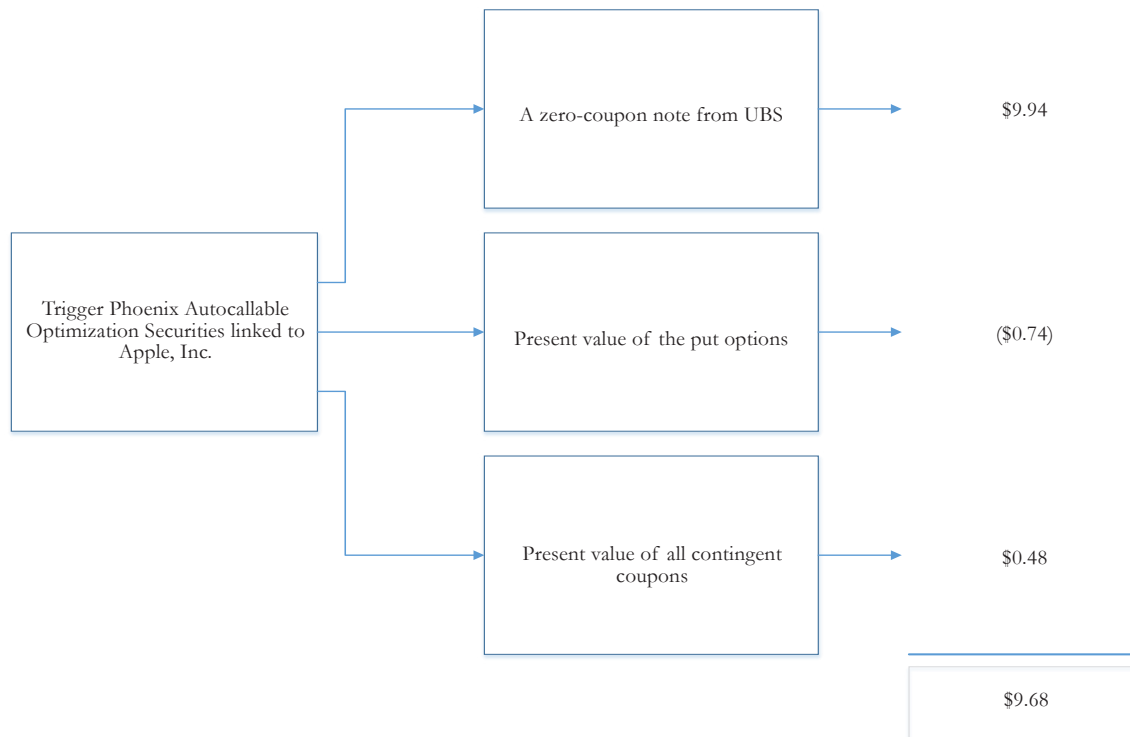 A zero-coupon note from UBS
$9.94
Trigger Phoenix Autocallable
Optimization Securities linked to
Apple, Inc.
Present value of the put options
($0.74)
Present value of all contingent
coupons
$0.48
$9.68